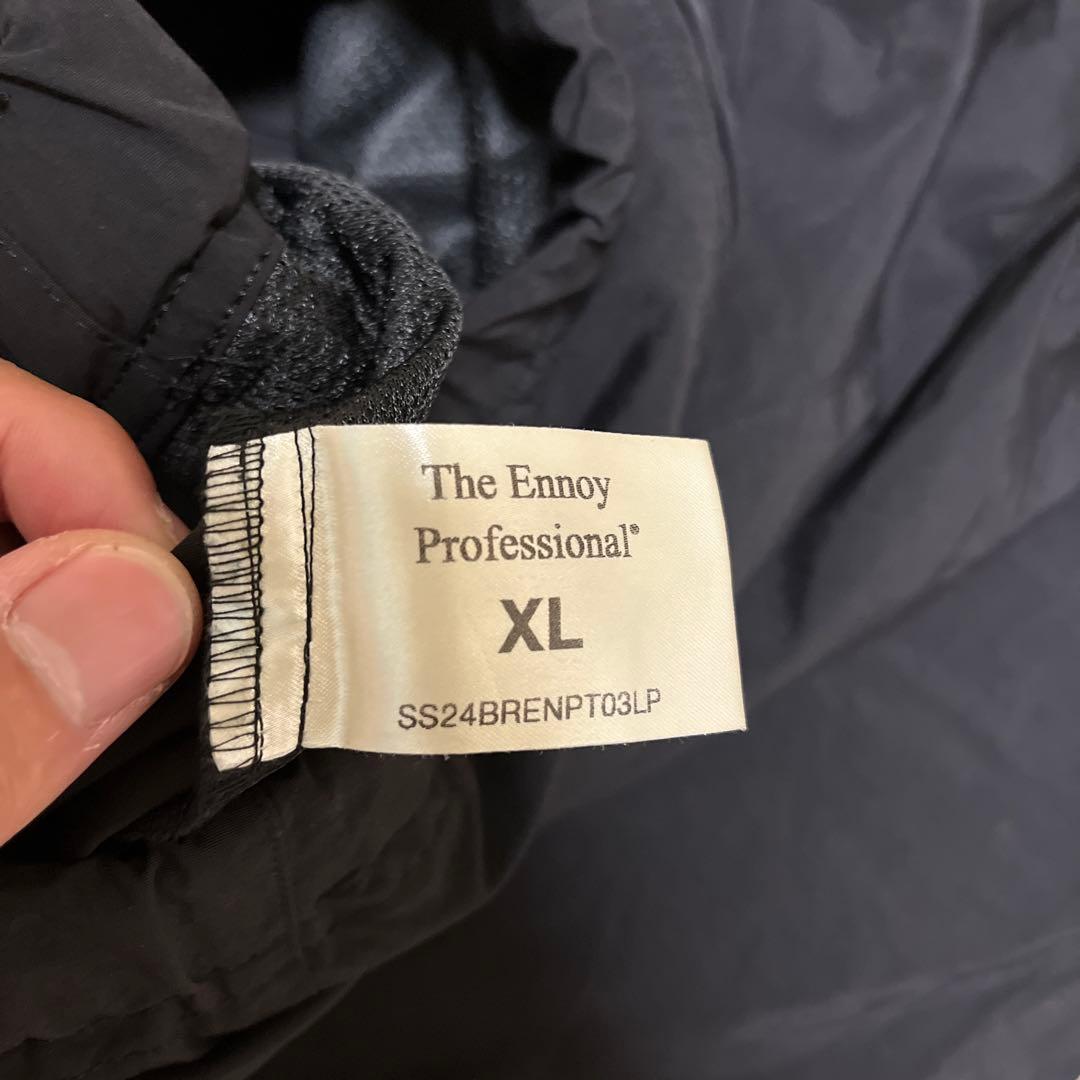 The Ennoy
Professional®
XL
SS24BRENPT03LP